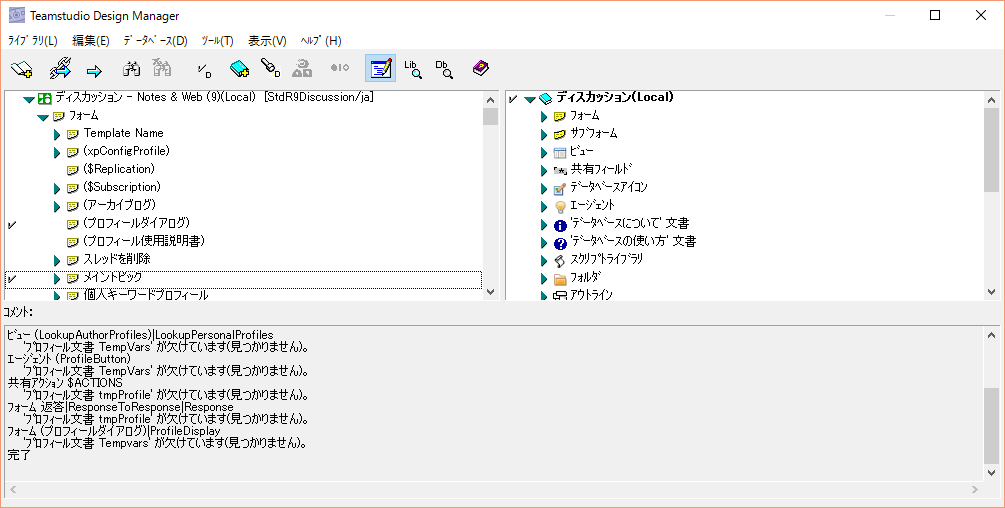 Teamstudio Design Manager
ﾗｲﾌﾞﾗﾘ(L) 編集(E) ﾃﾞｰﾀﾍﾞｰｽ(D) ﾂｰﾙ(T) 表示(V) ﾍﾙﾌﾟ(H)
Lib Db
ディスカッション - Notes & Web (9)(Local) [StdR9Discussion/ja]
フォーム
Template Name
(xpConfigProfile)
($Replication)
($Subscription)
(アーカイブログ)
(プロフィールダイアログ)
(プロフィール使用説明書)
スレッドを削除
メイントピック
個人キーワードプロフィール
ディスカッション(Local)
ﾌｫｰﾑ
ｻﾌﾞﾌｫｰﾑ
ﾋﾞｭｰ
共有ﾌｨｰﾙﾄﾞ
ﾃﾞｰﾀﾍﾞｰｽｱｲｺﾝ
ｴｰｼﾞｪﾝﾄ
'ﾃﾞｰﾀﾍﾞｰｽについて' 文書
'ﾃﾞｰﾀﾍﾞｰｽの使い方' 文書
ｽｸﾘﾌﾟﾄﾗｲﾌﾞﾗﾘ
ﾌｫﾙﾀﾞ
ｱｳﾄﾗｲﾝ
ｺﾒﾝﾄ:
ﾋﾞｭｰ (LookupAuthorProfiles)|LookupPersonalProfiles
'ﾌﾟﾛﾌｨｰﾙ文書 TempVars' が欠けています(見つかりません)。
ｴｰｼﾞｪﾝﾄ (ProfileButton)
'ﾌﾟﾛﾌｨｰﾙ文書 TempVars' が欠けています(見つかりません)。
共有ｱｸｼｮﾝ $ACTIONS
'ﾌﾟﾛﾌｨｰﾙ文書 tmpProfile' が欠けています(見つかりません)。
ﾌｫｰﾑ 返答|ResponseToResponse|Response
'ﾌﾟﾛﾌｨｰﾙ文書 tmpProfile' が欠けています(見つかりません)。
ﾌｫｰﾑ (プロフィールダイアログ)|ProfileDisplay
'ﾌﾟﾛﾌｨｰﾙ文書 Tempvars' が欠けています(見つかりません)。
完了